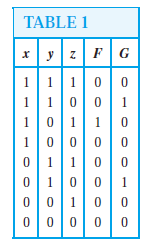 TABLE 1
x y z F G
1 1 1 0 0
1 1 0 0 1
1 0 1 1 0
1 0 0 0 0
0 1 1 0 0
0 1 0 0 1
0 0 1 0 0
0 0 0 0 0